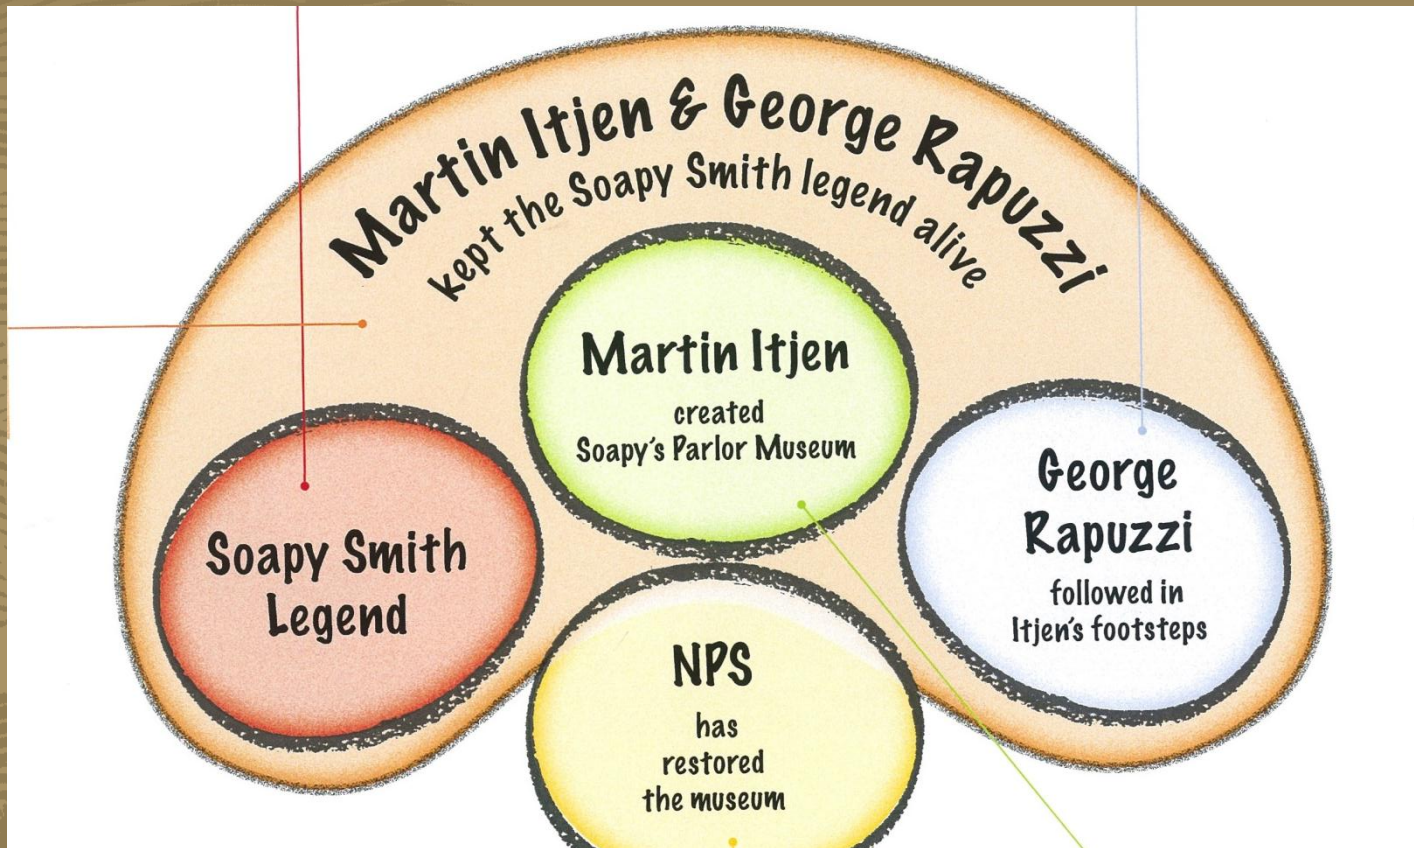 Martin Itjen & George Rapuzzi
kept the Soapy Smith legend alive
Martin Itjen
created
Soapy's Parlor Museum
Soapy Smith
Legend
George
Rapuzzi
followed in
Itjen's footsteps
NPS
has
restored
the museum